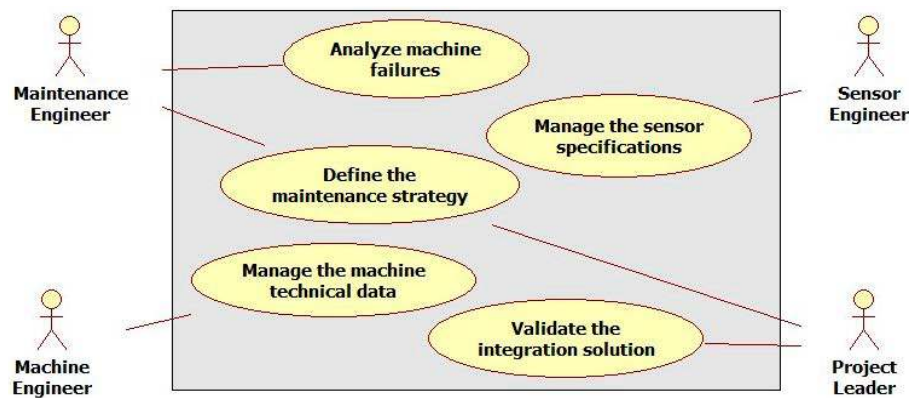 Analyze machine
failures
Maintenance
Engineer
Sensor
Engineer
Manage the sensor
specifications
Define the
maintenance strategy
Manage the machine
technical data
Validate the
integration solution
Machine
Engineer
Project
Leader